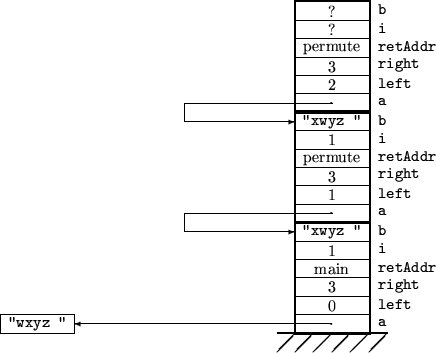 ? b
? i
permute retAddr
3 right
2 left
a
"xwyz " b
1 i
permute retAddr
3 right
1 left
a
"xwyz " b
1 i
main retAddr
3 right
0 left
"wxyz " a